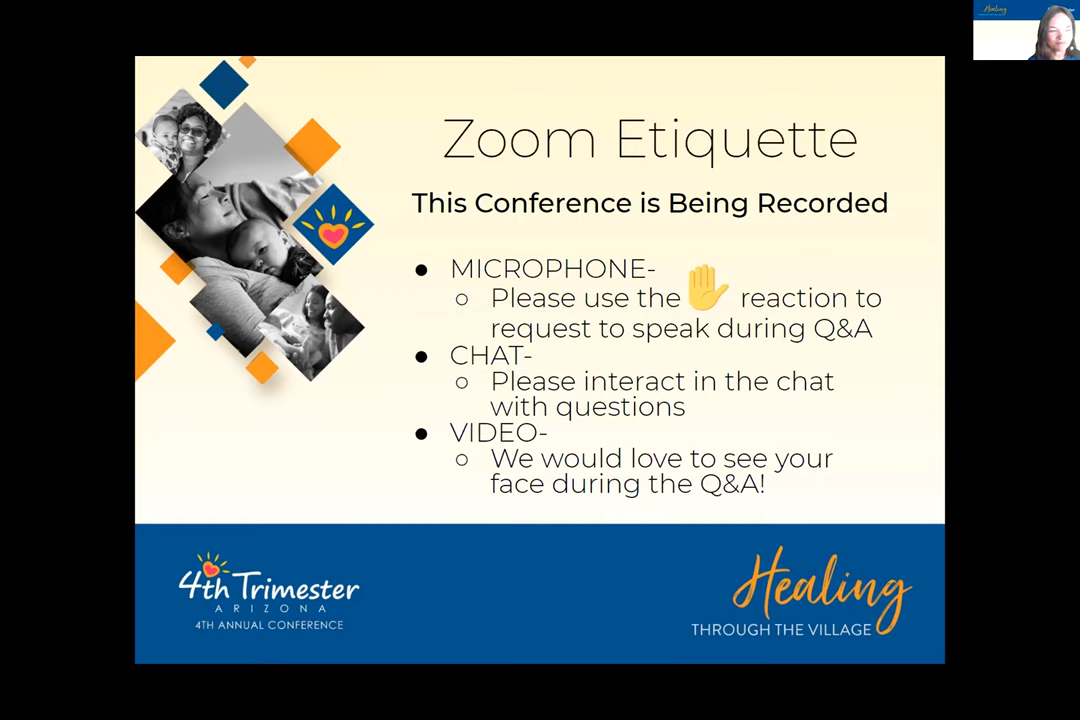 Zoom Etiquette
This Conference is Being Recorded
● MICROPHONE-
○ Please use the ✋ reaction to
request to speak during Q&A
● CHAT-
○ Please interact in the chat
with questions
● VIDEO-
○ We would love to see your
face during the Q&A!
4th Trimester
ARIZONA
4TH ANNUAL CONFERENCE
Healing
THROUGH THE VILLAGE
Healing